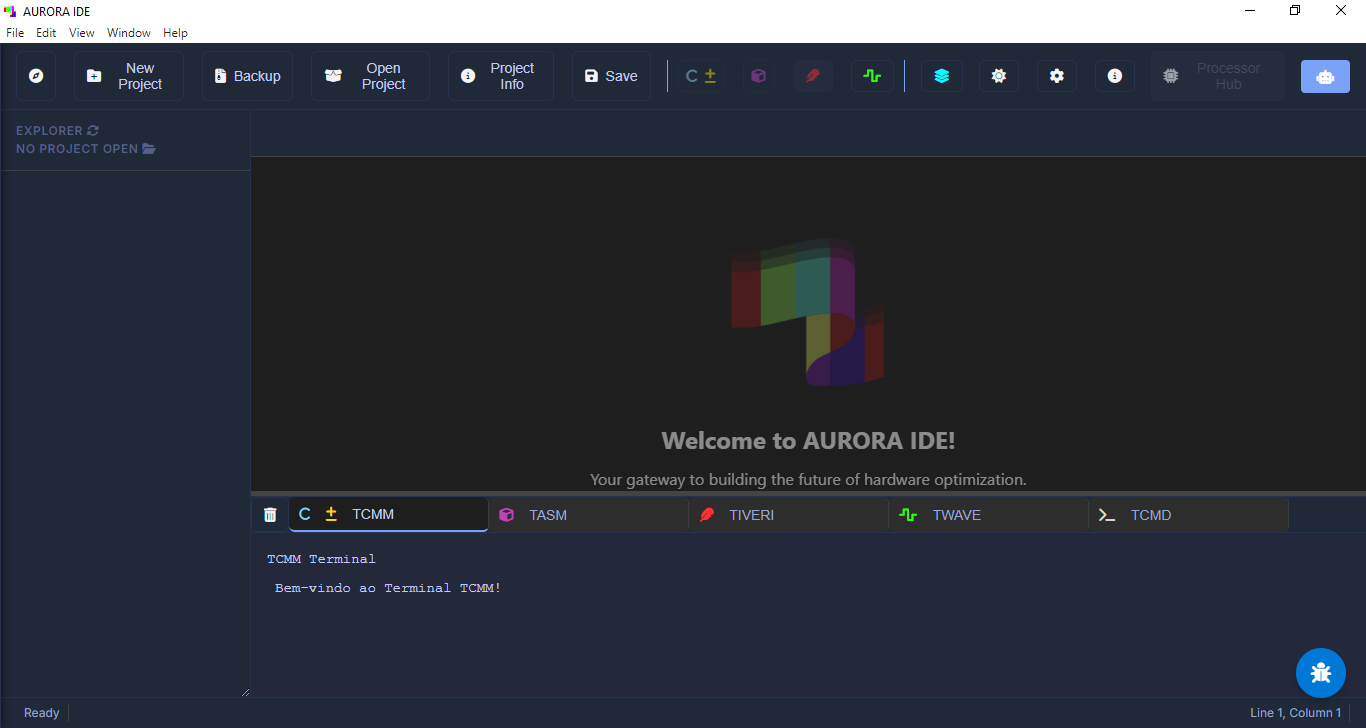 AURORA IDE
File Edit View Window Help
New Project
Backup
Open Project
Project Info
Save
C ±
Processor Hub
EXPLORER
NO PROJECT OPEN
Welcome to AURORA IDE!
Your gateway to building the future of hardware optimization.
C ± TCMM
TASM
TIVERI
TWAVE
TCMD
TCMM Terminal
Bem-vindo ao Terminal TCMM!
Ready
Line 1, Column 1